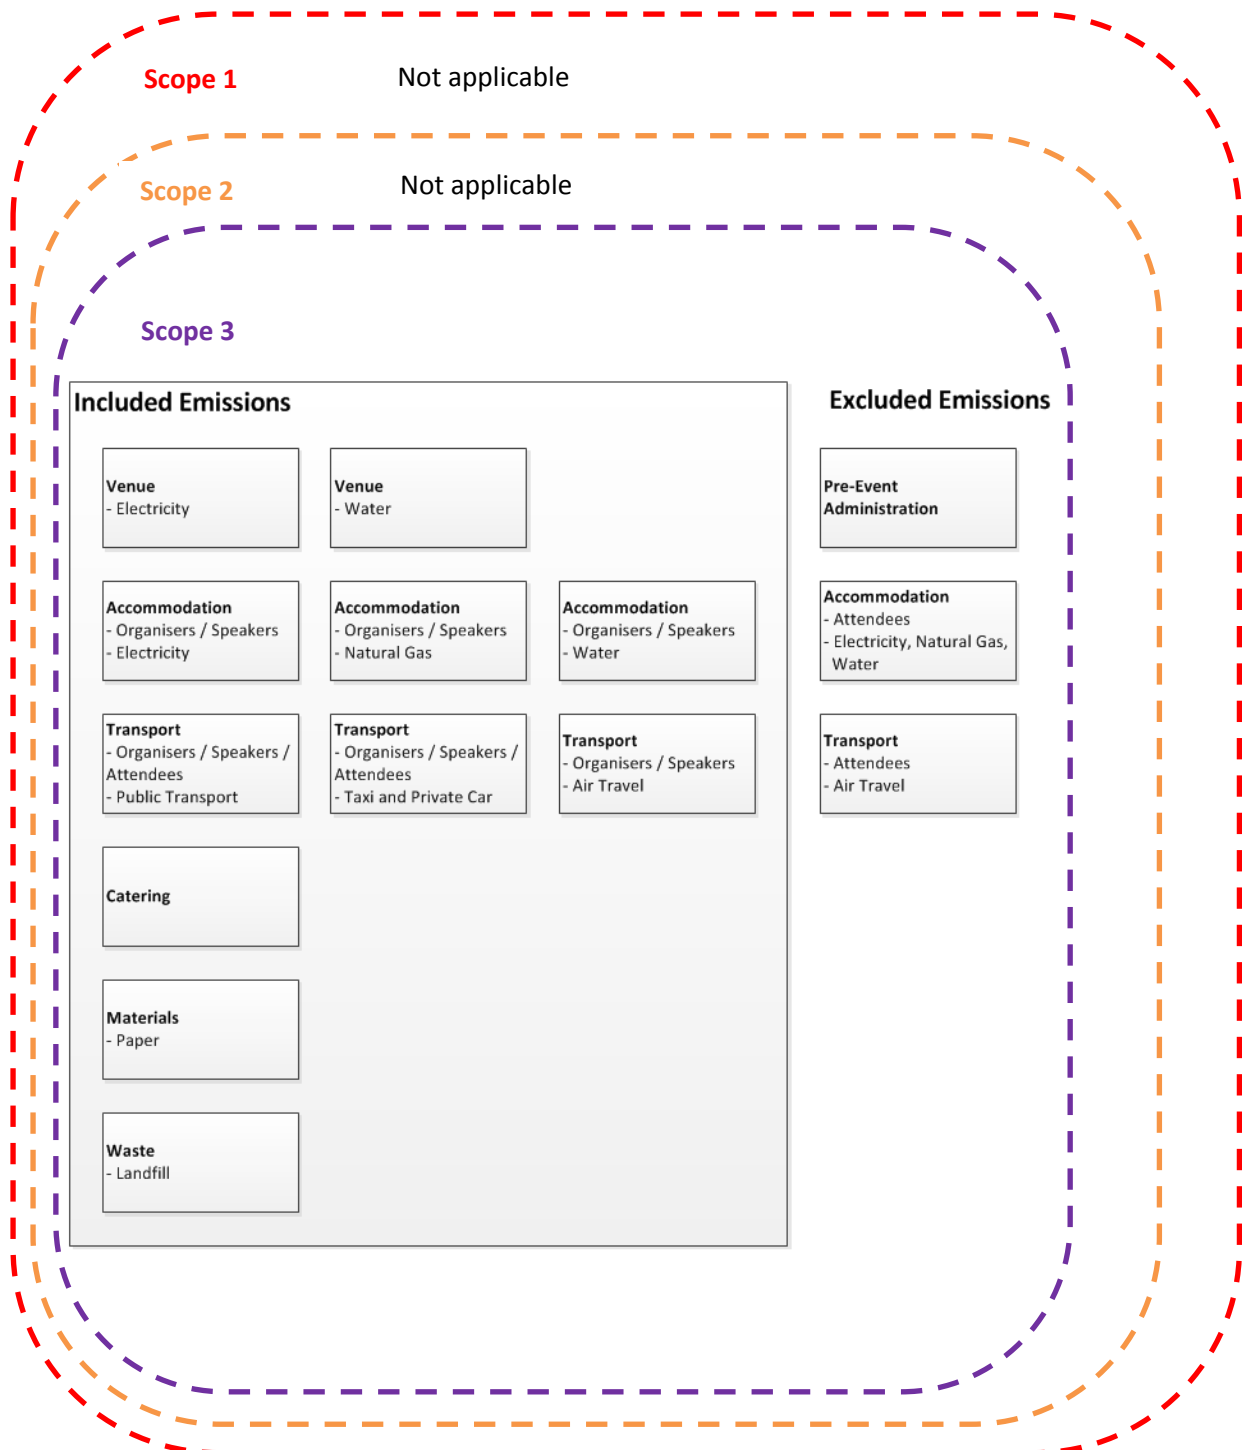 Scope 1
Not applicable
Scope 2
Not applicable
Scope 3
Included Emissions
Excluded Emissions
Venue
- Electricity
Venue
- Water
Pre-Event
Administration
Accommodation
- Organisers / Speakers
- Electricity
Accommodation
- Organisers / Speakers
- Natural Gas
Accommodation
- Organisers / Speakers
- Water
Accommodation
- Attendees
- Electricity, Natural Gas,
Water
Transport
- Organisers / Speakers /
Attendees
- Public Transport
Transport
- Organisers / Speakers /
Attendees
- Taxi and Private Car
Transport
- Organisers / Speakers
- Air Travel
Transport
- Attendees
- Air Travel
Catering
Materials
- Paper
Waste
- Landfill